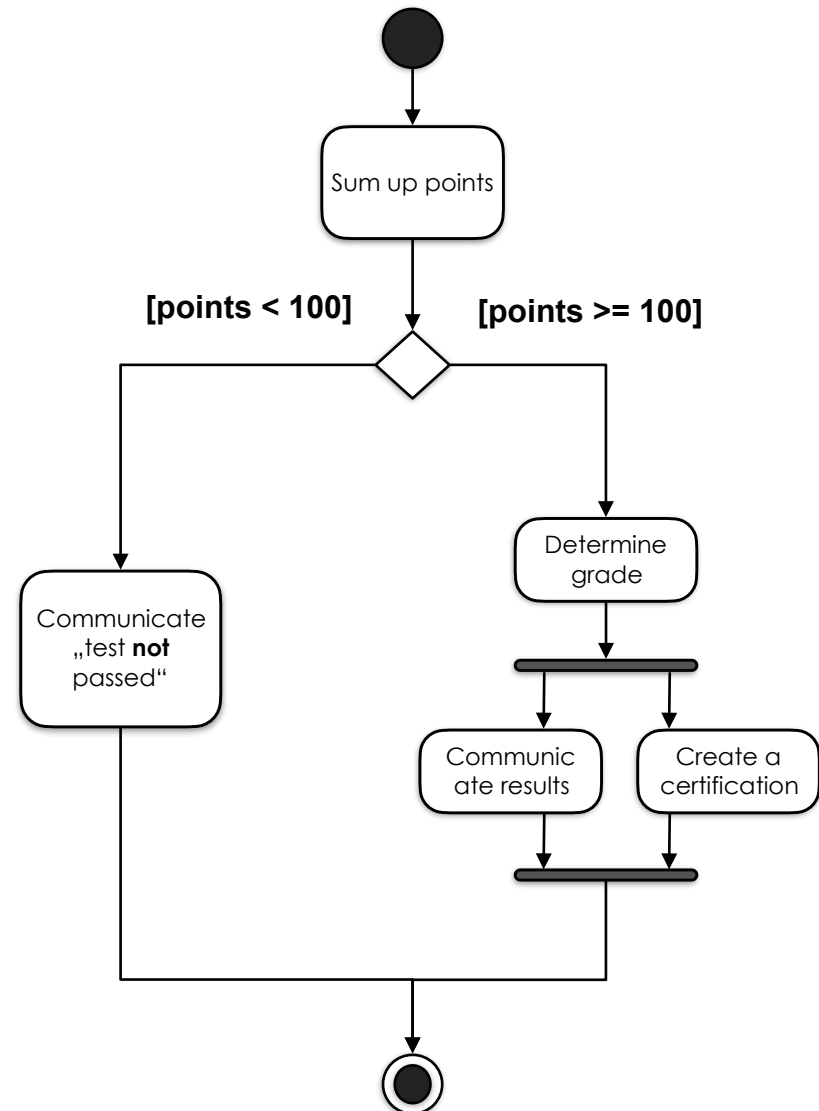 Sum up points
[points < 100]
[points >= 100]
Determine
grade
Communicate
„test not
passed“
Communic
ate results
Create a
certification